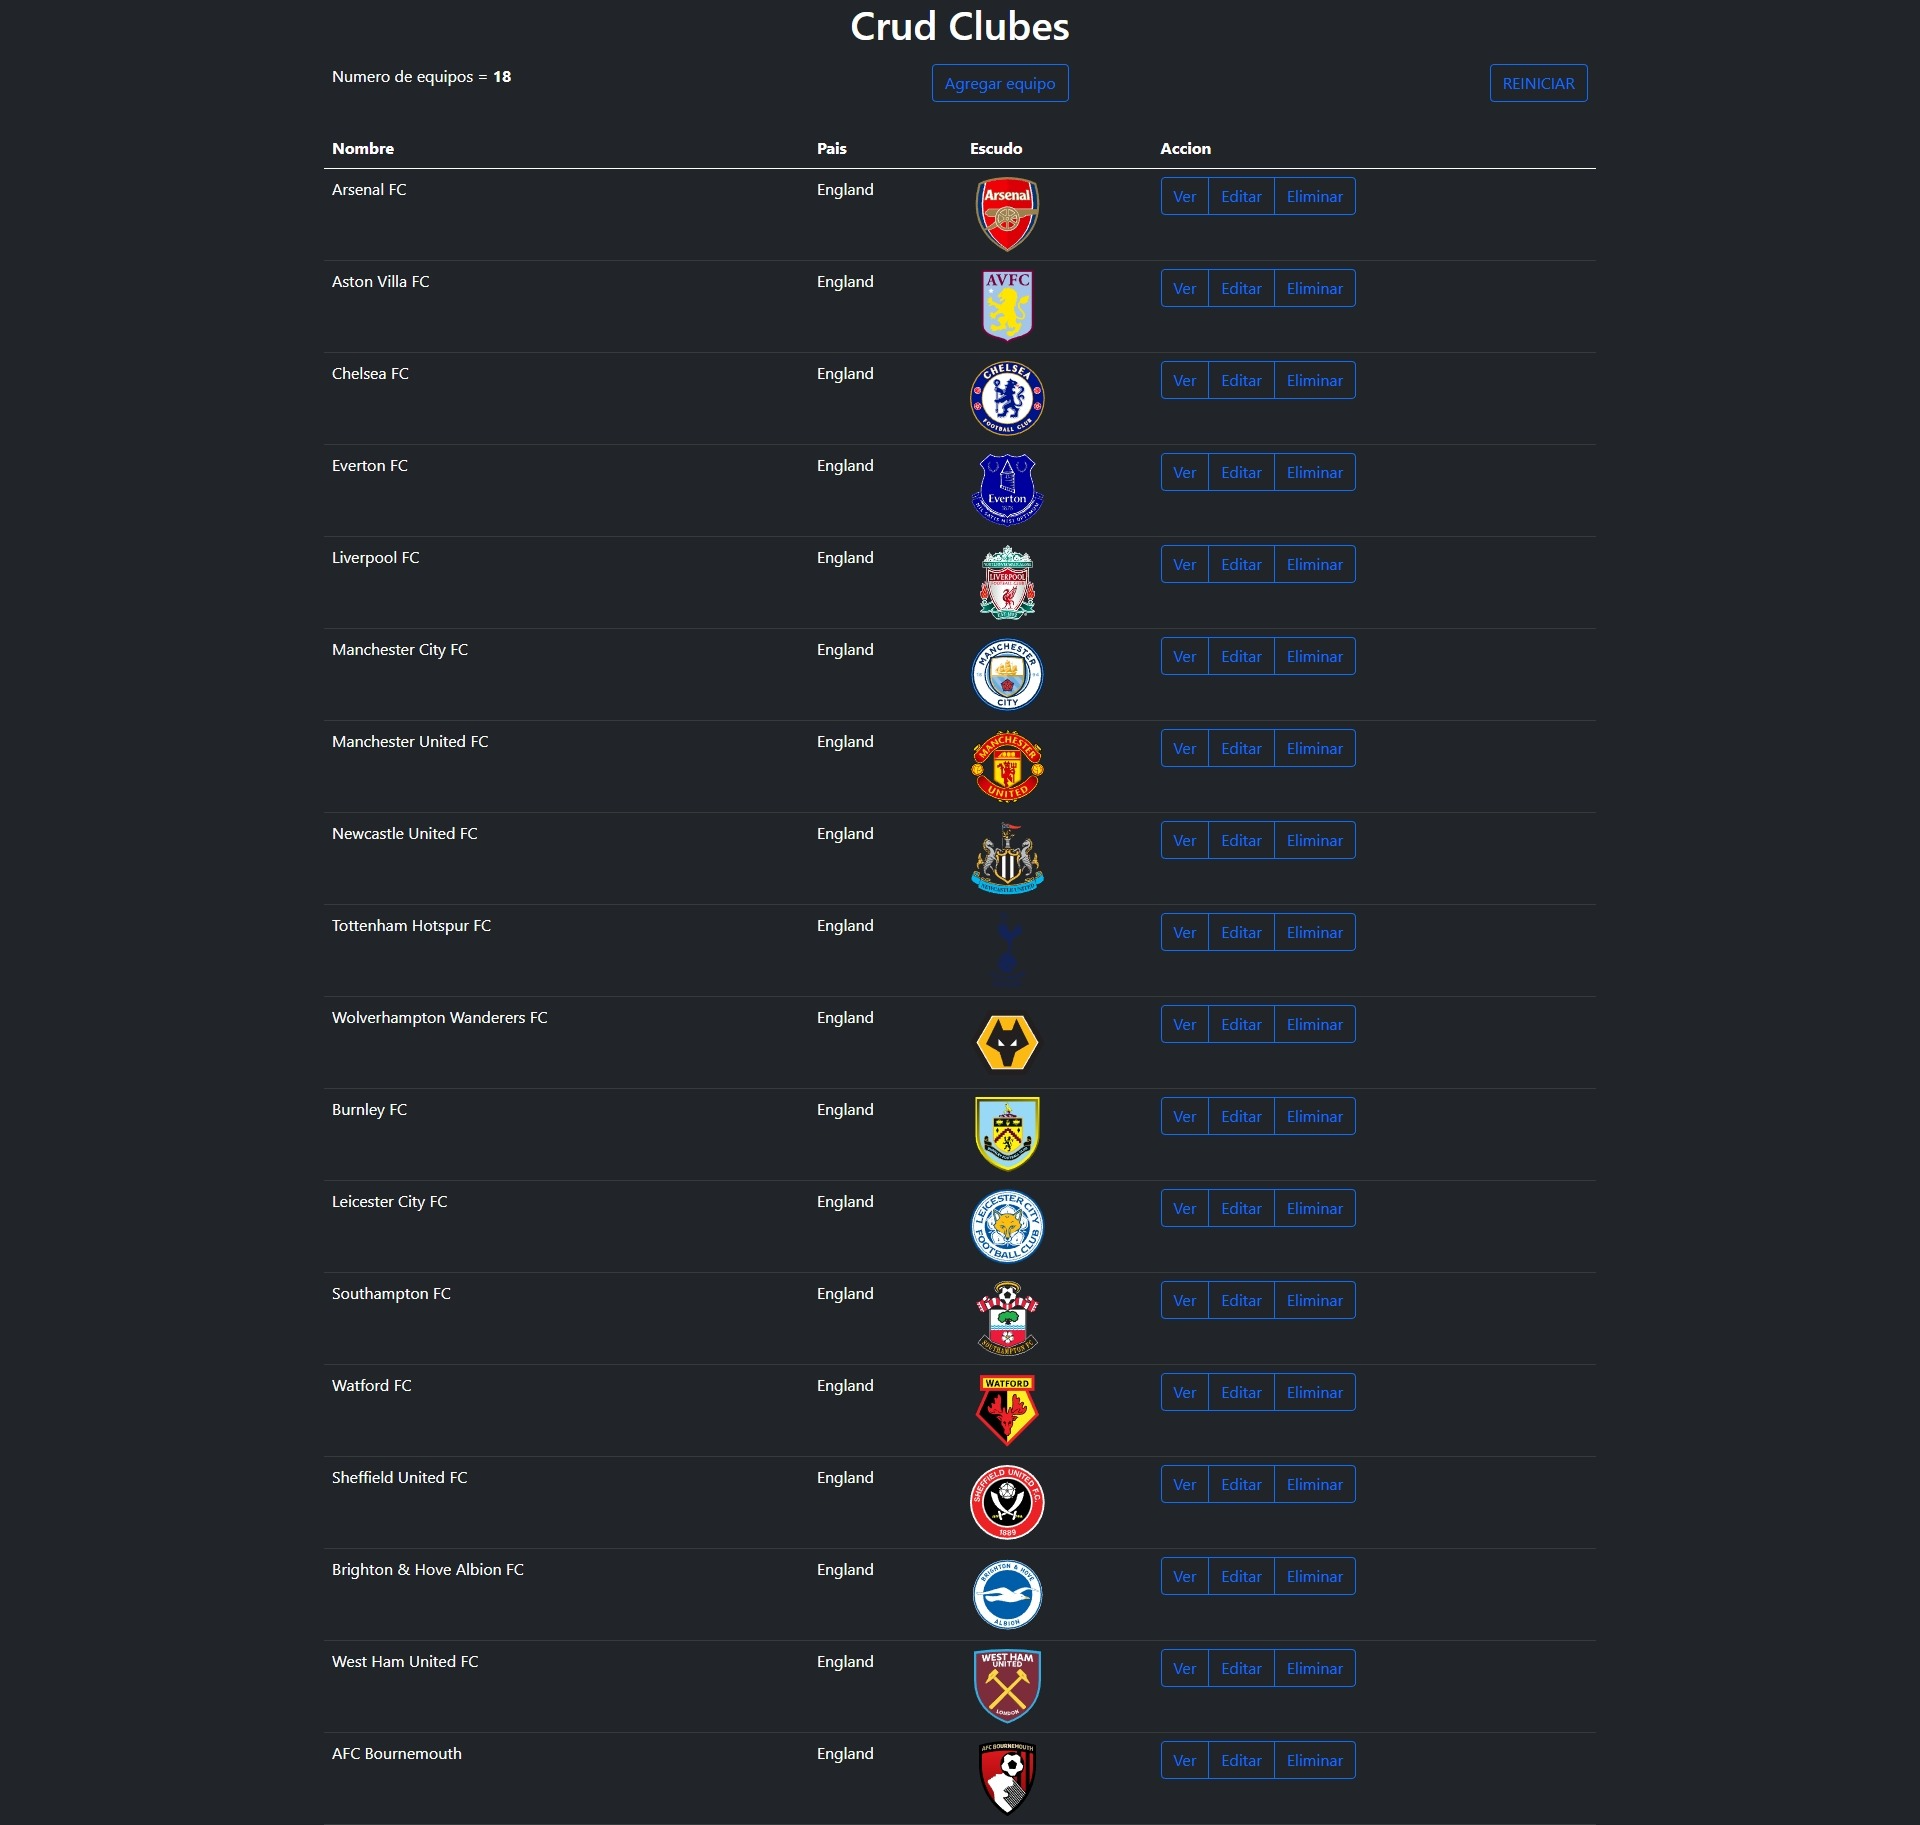 Crud Clubes
Numero de equipos = 18 Agregar equipo REINICIAR
Nombre Pais Escudo Accion
Arsenal FC England Arsenal Ver Editar Eliminar
Aston Villa FC England AVFC Ver Editar Eliminar
Chelsea FC England CHELSEA FOOTBALL CLUB Ver Editar Eliminar
Everton FC England Everton 1878 Ver Editar Eliminar
Liverpool FC England LIVERPOOL FOOTBALL CLUB Ver Editar Eliminar
Manchester City FC England MANCHESTER CITY Ver Editar Eliminar
Manchester United FC England MANCHESTER UNITED Ver Editar Eliminar
Newcastle United FC England NEWCASTLE UNITED Ver Editar Eliminar
Tottenham Hotspur FC England Ver Editar Eliminar
Wolverhampton Wanderers FC England Ver Editar Eliminar
Burnley FC England Ver Editar Eliminar
Leicester City FC England LEICESTER CITY FOOTBALL CLUB Ver Editar Eliminar
Southampton FC England SOUTHAMPTON FC Ver Editar Eliminar
Watford FC England WATFORD Ver Editar Eliminar
Sheffield United FC England SHEFFIELD UNITED F.C. 1889 Ver Editar Eliminar
Brighton & Hove Albion FC England BRIGHTON & HOVE ALBION Ver Editar Eliminar
West Ham United FC England WEST HAM UNITED LONDON Ver Editar Eliminar
AFC Bournemouth England AFC BOURNEMOUTH Ver Editar Eliminar